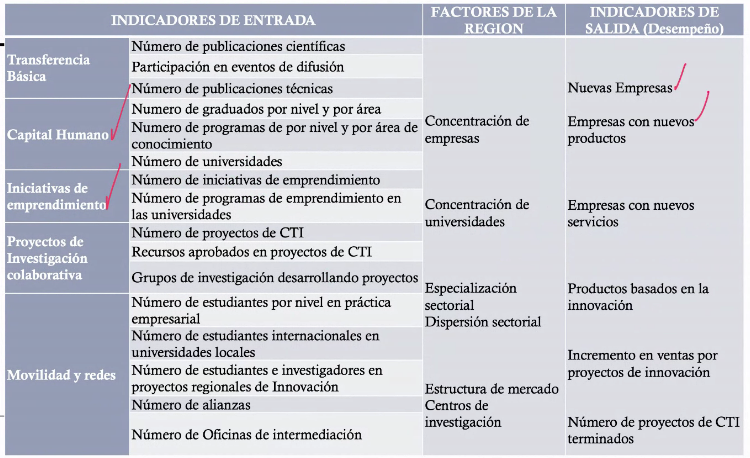 INDICADORES DE ENTRADA
FACTORES DE LA
REGION
INDICADORES DE
SALIDA (Desempeño)
Transferencia
Básica
Número de publicaciones científicas
Participación en eventos de difusión
Número de publicaciones técnicas
Capital Humano
Numero de graduados por nivel y por área
Numero de programas de por nivel y por área de
conocimiento
Número de universidades
Iniciativas de
emprendimiento
Número de iniciativas de emprendimiento
Número de programas de emprendimiento en
las universidades
Proyectos de
Investigación
colaborativa
Número de proyectos de CTI
Recursos aprobados en proyectos de CTI
Grupos de investigación desarrollando proyectos
Movilidad y redes
Número de estudiantes por nivel en práctica
empresarial
Número de estudiantes internacionales en
universidades locales
Número de estudiantes e investigadores en
proyectos regionales de Innovación
Número de alianzas
Número de Oficinas de intermediación
Concentración de
empresas
Concentración de
universidades
Especialización
sectorial
Dispersión sectorial
Estructura de mercado
Centros de
investigación
Nuevas Empresas
Empresas con nuevos
productos
Empresas con nuevos
servicios
Productos basados en la
innovación
Incremento en ventas por
proyectos de innovación
Número de proyectos de CTI
terminados